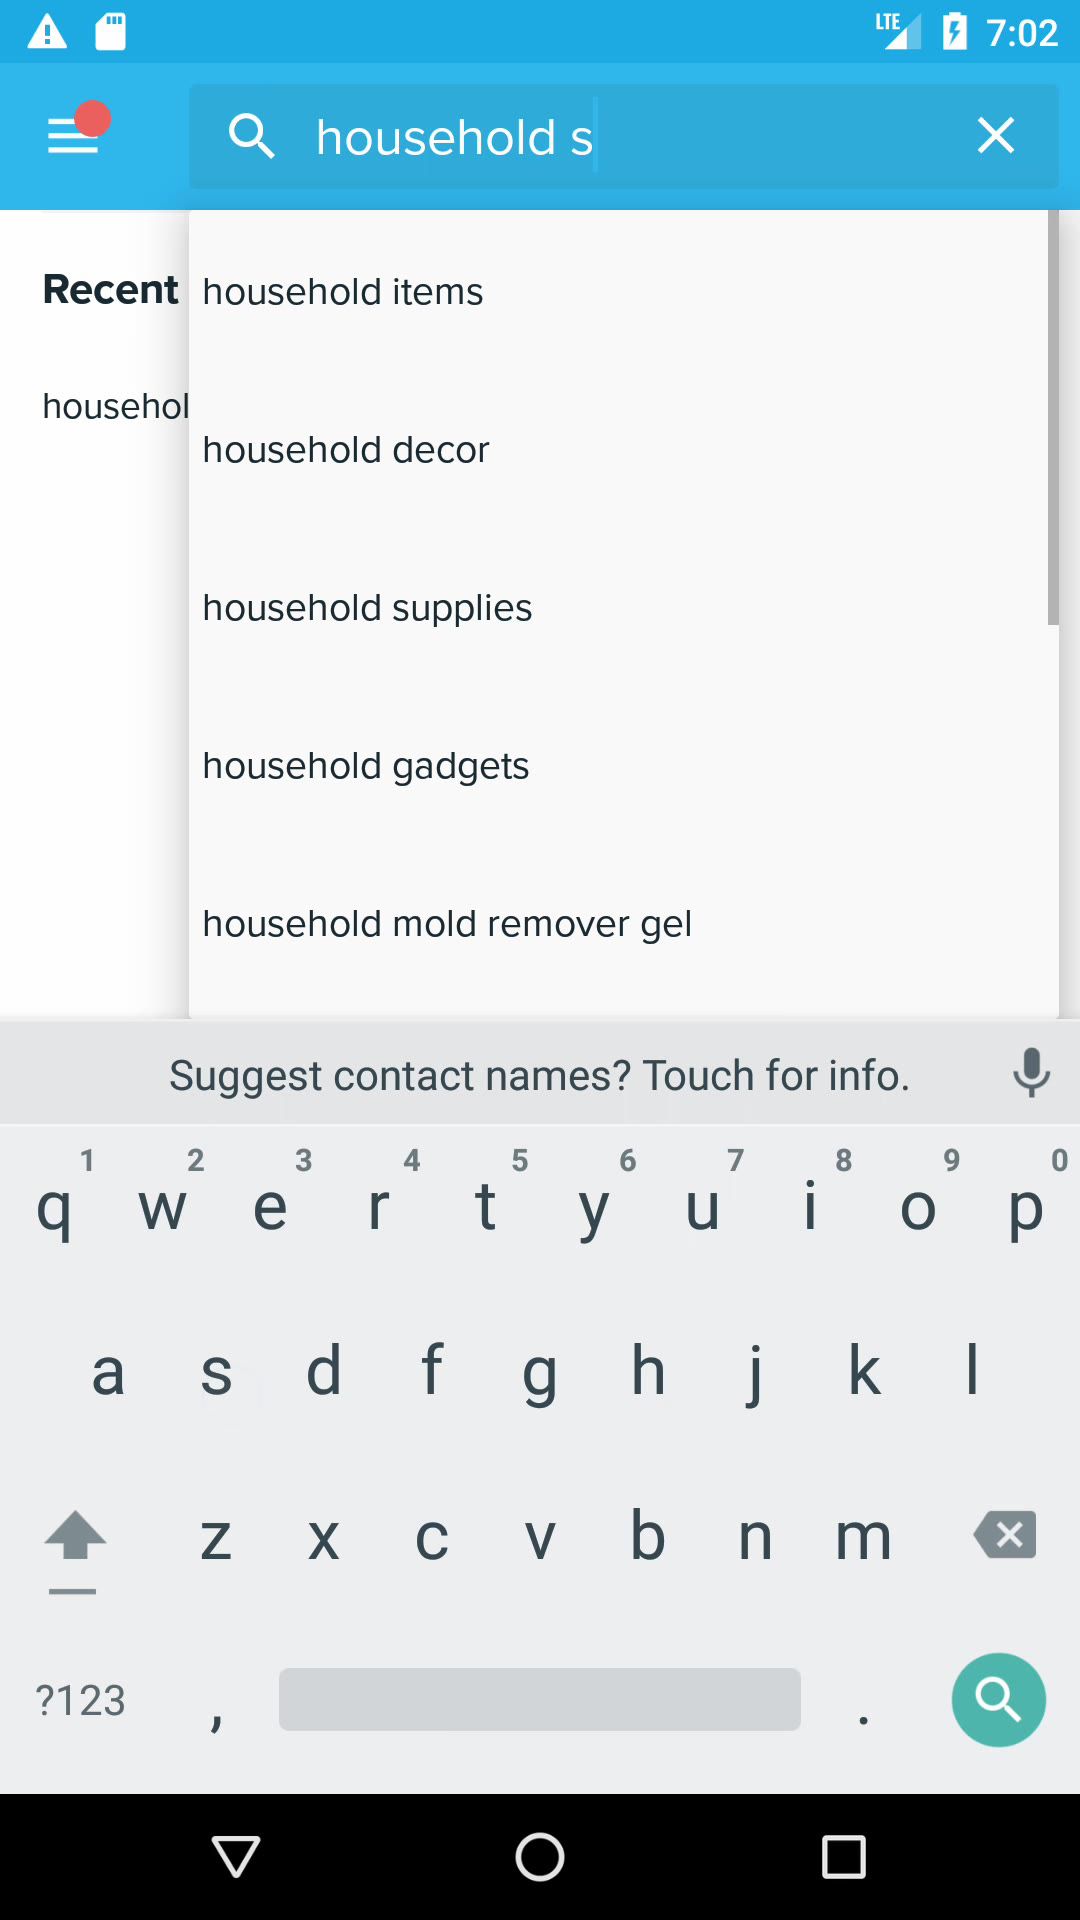 LTE 7:02
household s
Recent
househol
household items
household decor
household supplies
household gadgets
household mold remover gel
Suggest contact names? Touch for info.
1 2 3 4 5 6 7 8 9 0
q w e r t y u i o p
a s d f g h j k l
z x c v b n m
?123 , .